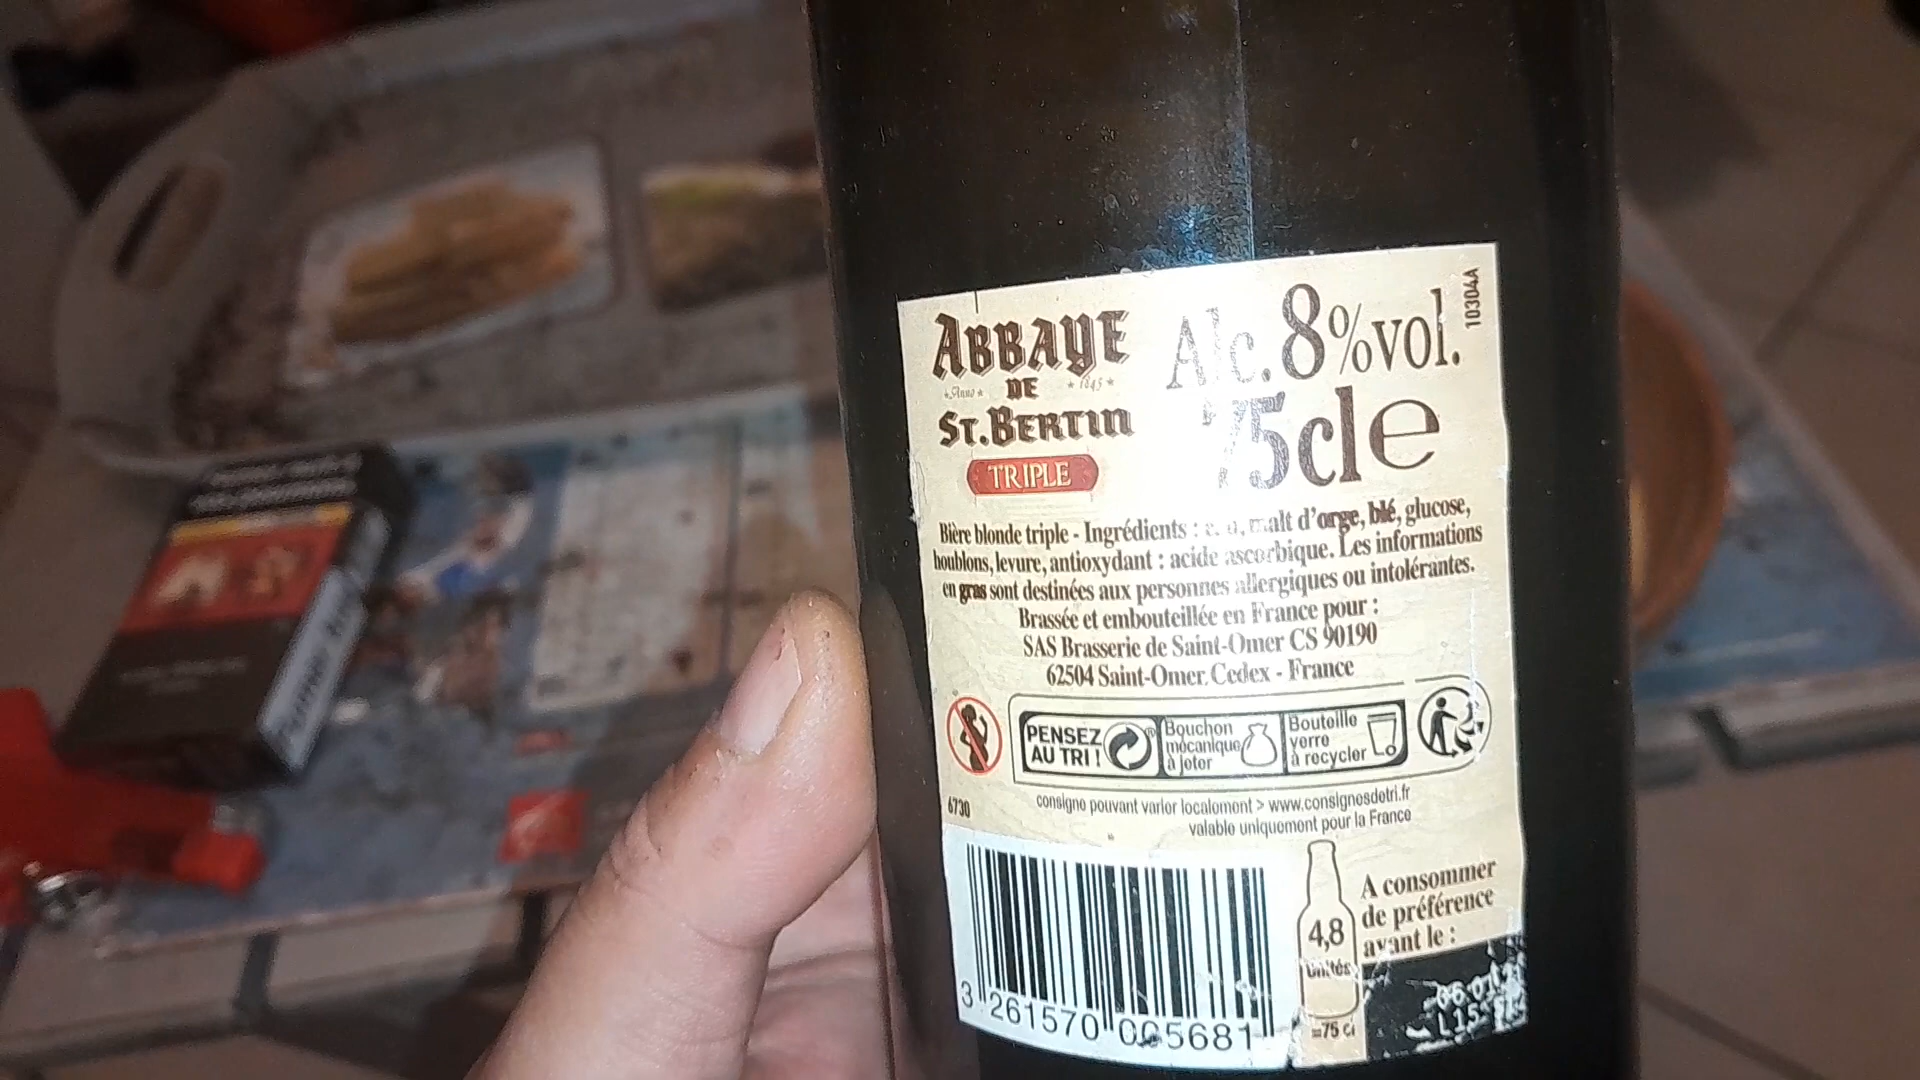 ABBAYE
DE
Anno 1845
ST.BERTIN
TRIPLE
Alc. 8%vol.
75cl e
10304A
Bière blonde triple - Ingrédients : malt d'orge, blé, glucose,
houblons, levure, antioxydant : acide ascorbique. Les informations
en gras sont destinées aux personnes allergiques ou intolérantes.
Brassée et embouteillée en France pour :
SAS Brasserie de Saint-Omer CS 90190
62504 Saint-Omer Cedex - France
PENSEZ
AU TRI !
Bouchon
mécanique
à jeter
Bouteille
verre
à recycler
6730
consigne pouvant varier localement > www.consignesdetri.fr
valable uniquement pour la France
3 261570 005681
4,8
unités
=75 cl
A consommer
de préférence
avant le :